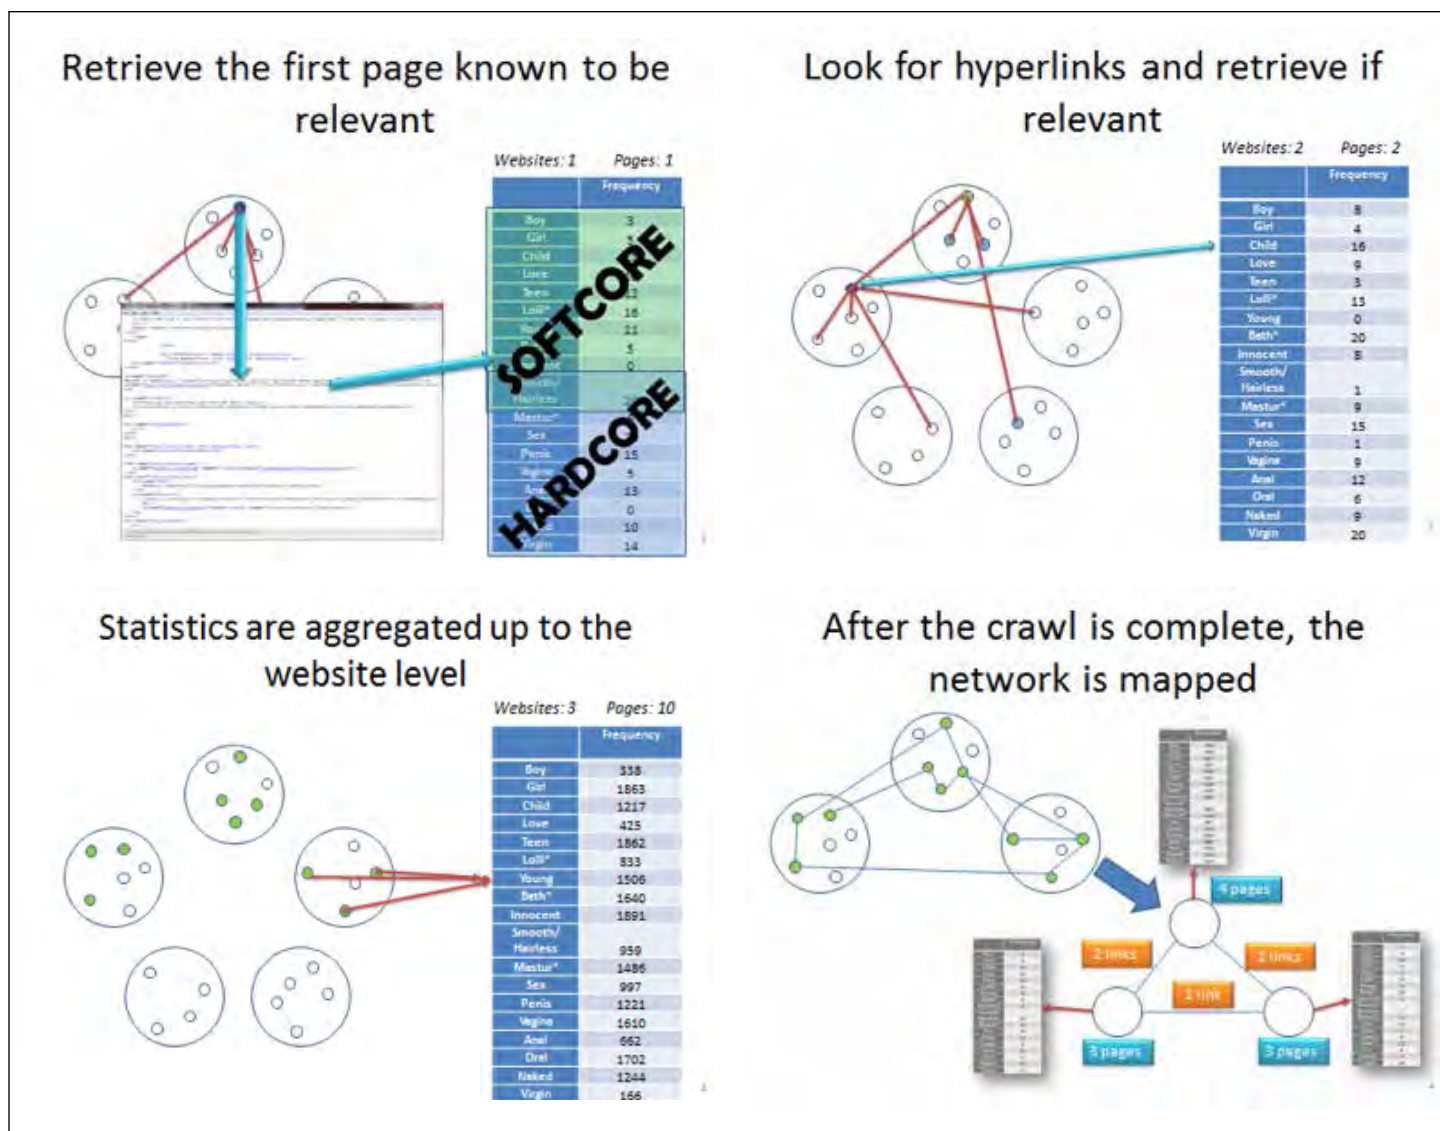 Retrieve the first page known to be
relevant
Websites: 1 Pages: 1
Frequency
Boy 3
Girl
Child
Love
Teen 12
Lolli* 16
11
5
0
Hairless
Mastur*
Sex
Penis 15
Vagina 5
Anal 13
0
10
Virgin 14
SOFTCORE
HARDCORE
Look for hyperlinks and retrieve if
relevant
Websites: 2 Pages: 2
Frequency
Boy 8
Girl 4
Child 16
Love 9
Teen 3
Lolli* 13
Young 0
Bath* 20
Innocent 8
Smooth/
Hairless 1
Mastur* 9
Sex 15
Penis 1
Vagina 9
Anal 12
Oral 6
Naked 9
Virgin 20
Statistics are aggregated up to the
website level
Websites: 3 Pages: 10
Frequency
Boy 338
Girl 1863
Child 1217
Love 425
Teen 1862
Lolli* 833
Young 1506
Bath* 1640
Innocent 1891
Smooth/
Hairless 959
Mastur* 1486
Sex 997
Penis 1221
Vagina 1610
Anal 662
Oral 1702
Naked 1244
Virgin 166
After the crawl is complete, the
network is mapped
4 pages
2 links
2 links
1 link
3 pages
3 pages